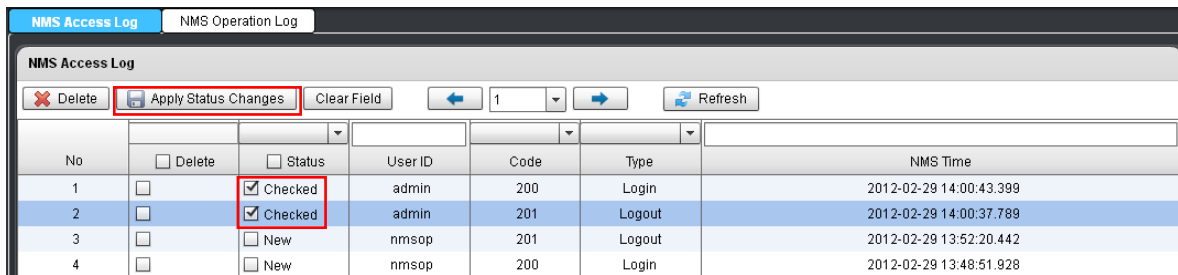 NMS Access Log NMS Operation Log
NMS Access Log
Delete Apply Status Changes Clear Field 1 Refresh
No Delete Status User ID Code Type NMS Time
1 Checked admin 200 Login 2012-02-29 14:00:43.399
2 Checked admin 201 Logout 2012-02-29 14:00:37.789
3 New nmsop 201 Logout 2012-02-29 13:52:20.442
4 New nmsop 200 Login 2012-02-29 13:48:51.928